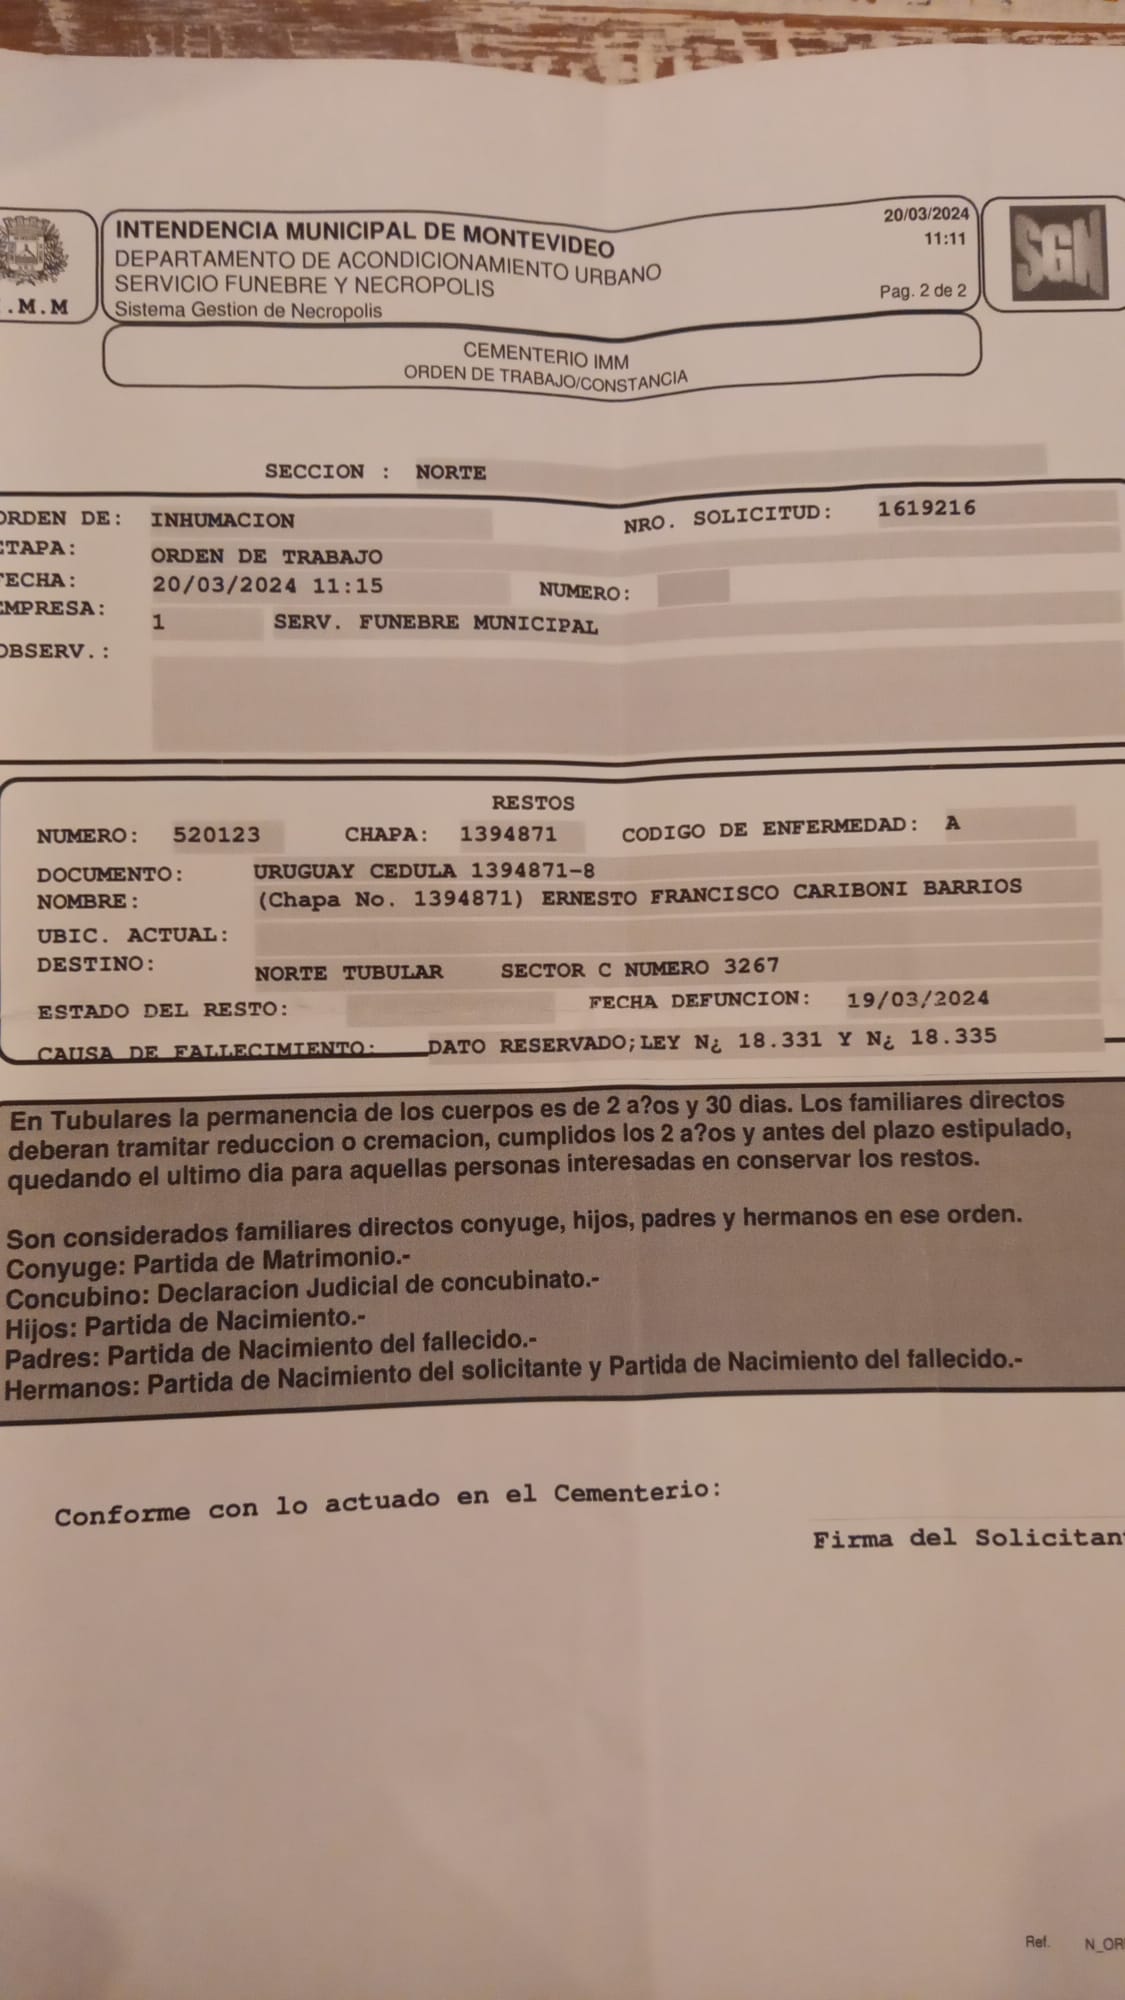 INTENDENCIA MUNICIPAL DE MONTEVIDEO
DEPARTAMENTO DE ACONDICIONAMIENTO URBANO
SERVICIO FUNEBRE Y NECROPOLIS
Sistema Gestion de Necropolis
20/03/2024
11:11
Pag. 2 de 2
.M.M
SGN
CEMENTERIO IMM
ORDEN DE TRABAJO/CONSTANCIA
SECCION : NORTE
ORDEN DE: INHUMACION NRO. SOLICITUD: 1619216
ETAPA: ORDEN DE TRABAJO
FECHA: 20/03/2024 11:15 NUMERO:
EMPRESA: 1 SERV. FUNEBRE MUNICIPAL
OBSERV.:
RESTOS
NUMERO: 520123 CHAPA: 1394871 CODIGO DE ENFERMEDAD: A
DOCUMENTO: URUGUAY CEDULA 1394871-8
NOMBRE: (Chapa No. 1394871) ERNESTO FRANCISCO CARIBONI BARRIOS
UBIC. ACTUAL:
DESTINO: NORTE TUBULAR SECTOR C NUMERO 3267
ESTADO DEL RESTO: FECHA DEFUNCION: 19/03/2024
CAUSA DE FALLECIMIENTO: DATO RESERVADO;LEY N¿ 18.331 Y N¿ 18.335
En Tubulares la permanencia de los cuerpos es de 2 a?os y 30 dias. Los familiares directos
deberan tramitar reduccion o cremacion, cumplidos los 2 a?os y antes del plazo estipulado,
quedando el ultimo dia para aquellas personas interesadas en conservar los restos.
Son considerados familiares directos conyuge, hijos, padres y hermanos en ese orden.
Conyuge: Partida de Matrimonio.-
Concubino: Declaracion Judicial de concubinato.-
Hijos: Partida de Nacimiento.-
Padres: Partida de Nacimiento del fallecido.-
Hermanos: Partida de Nacimiento del solicitante y Partida de Nacimiento del fallecido.-
Conforme con lo actuado en el Cementerio:
Firma del Solicitan
Ref. N_OR